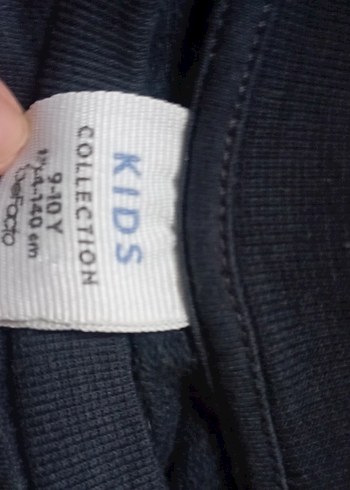 KIDS
COLLECTION
9-10 Y
134-140 cm
DeFacto